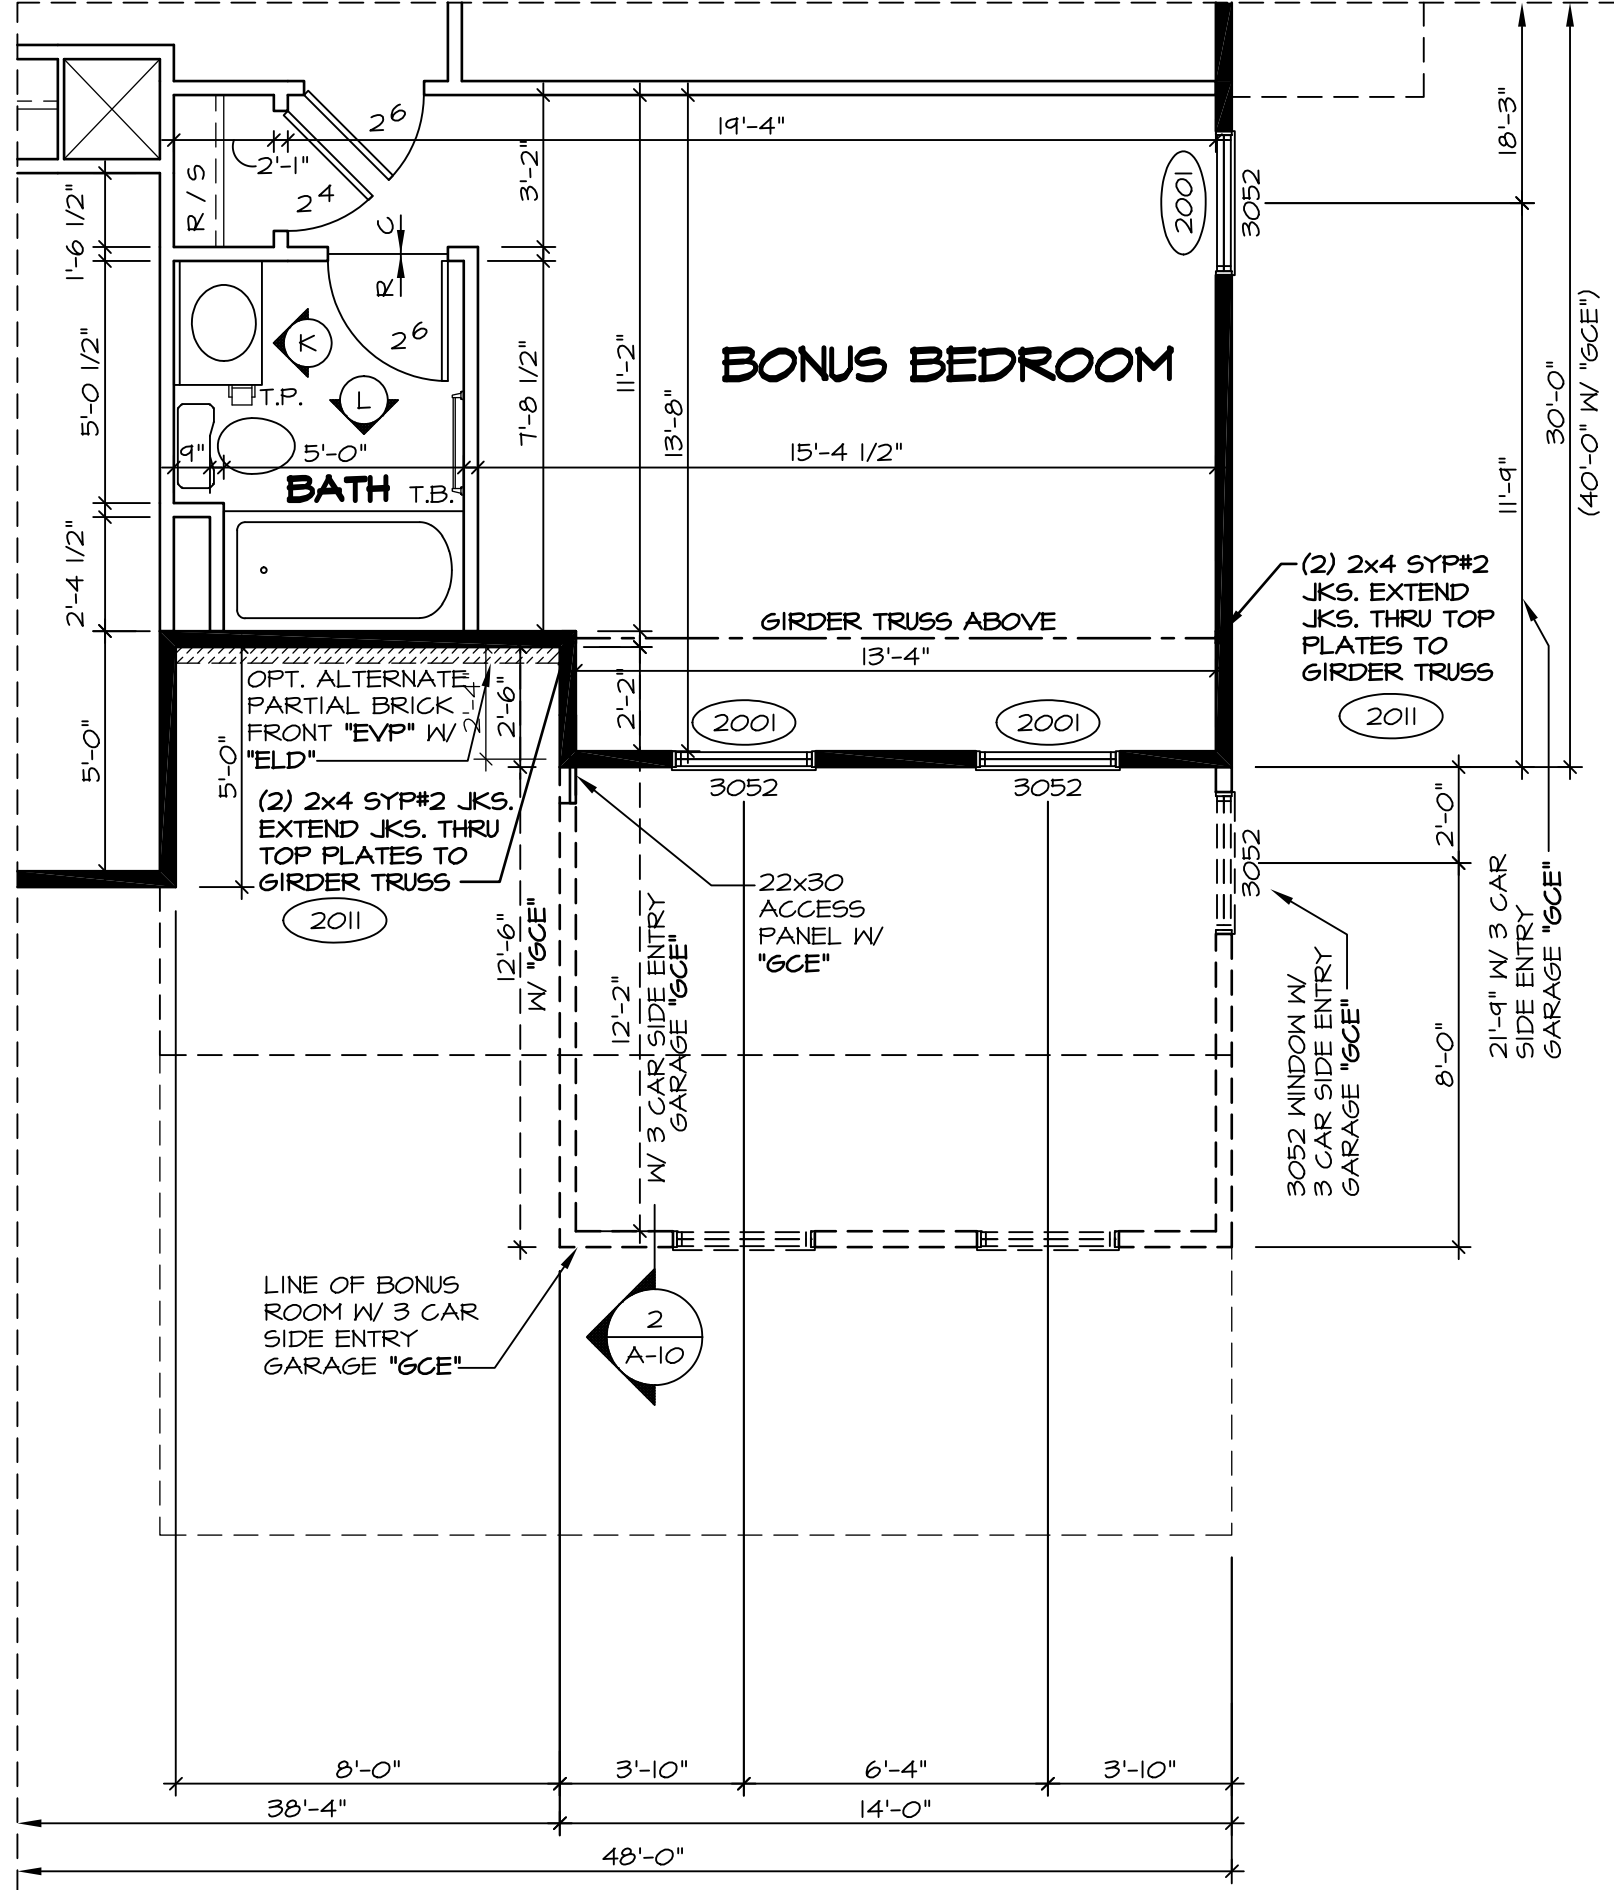 2⁶
19'-4"
2'-1"
3'-2"
18'-3"
R / S
2⁴
C
R
1'-6 1/2"
2001
3052
K
2⁶
BONUS BEDROOM
30'-0"
(40'-0" W/ "GCE")
5'-0 1/2"
T.P.
L
7'-8 1/2"
11'-2"
13'-8"
9"
5'-0"
15'-4 1/2"
BATH
T.B.
11'-9"
2'-4 1/2"
(2) 2x4 SYP#2
JKS. EXTEND
JKS. THRU TOP
PLATES TO
GIRDER TRUSS
2011
GIRDER TRUSS ABOVE
13'-4"
OPT. ALTERNATE
PARTIAL BRICK
FRONT "EVP" W/
"ELD"
2'-4"
2'-6"
2'-2"
2001
2001
3052
3052
5'-0"
5'-0"
(2) 2x4 SYP#2 JKS.
EXTEND JKS. THRU
TOP PLATES TO
GIRDER TRUSS
2011
2'-0"
3052
22x30
ACCESS
PANEL W/
"GCE"
12'-6"
W/ "GCE"
12'-2"
W/ 3 CAR SIDE ENTRY
GARAGE "GCE"
3052 WINDOW W/
3 CAR SIDE ENTRY
GARAGE "GCE"
8'-0"
21'-9" W/ 3 CAR
SIDE ENTRY
GARAGE "GCE"
LINE OF BONUS
ROOM W/ 3 CAR
SIDE ENTRY
GARAGE "GCE"
2
A-10
8'-0"
3'-10"
6'-4"
3'-10"
38'-4"
14'-0"
48'-0"